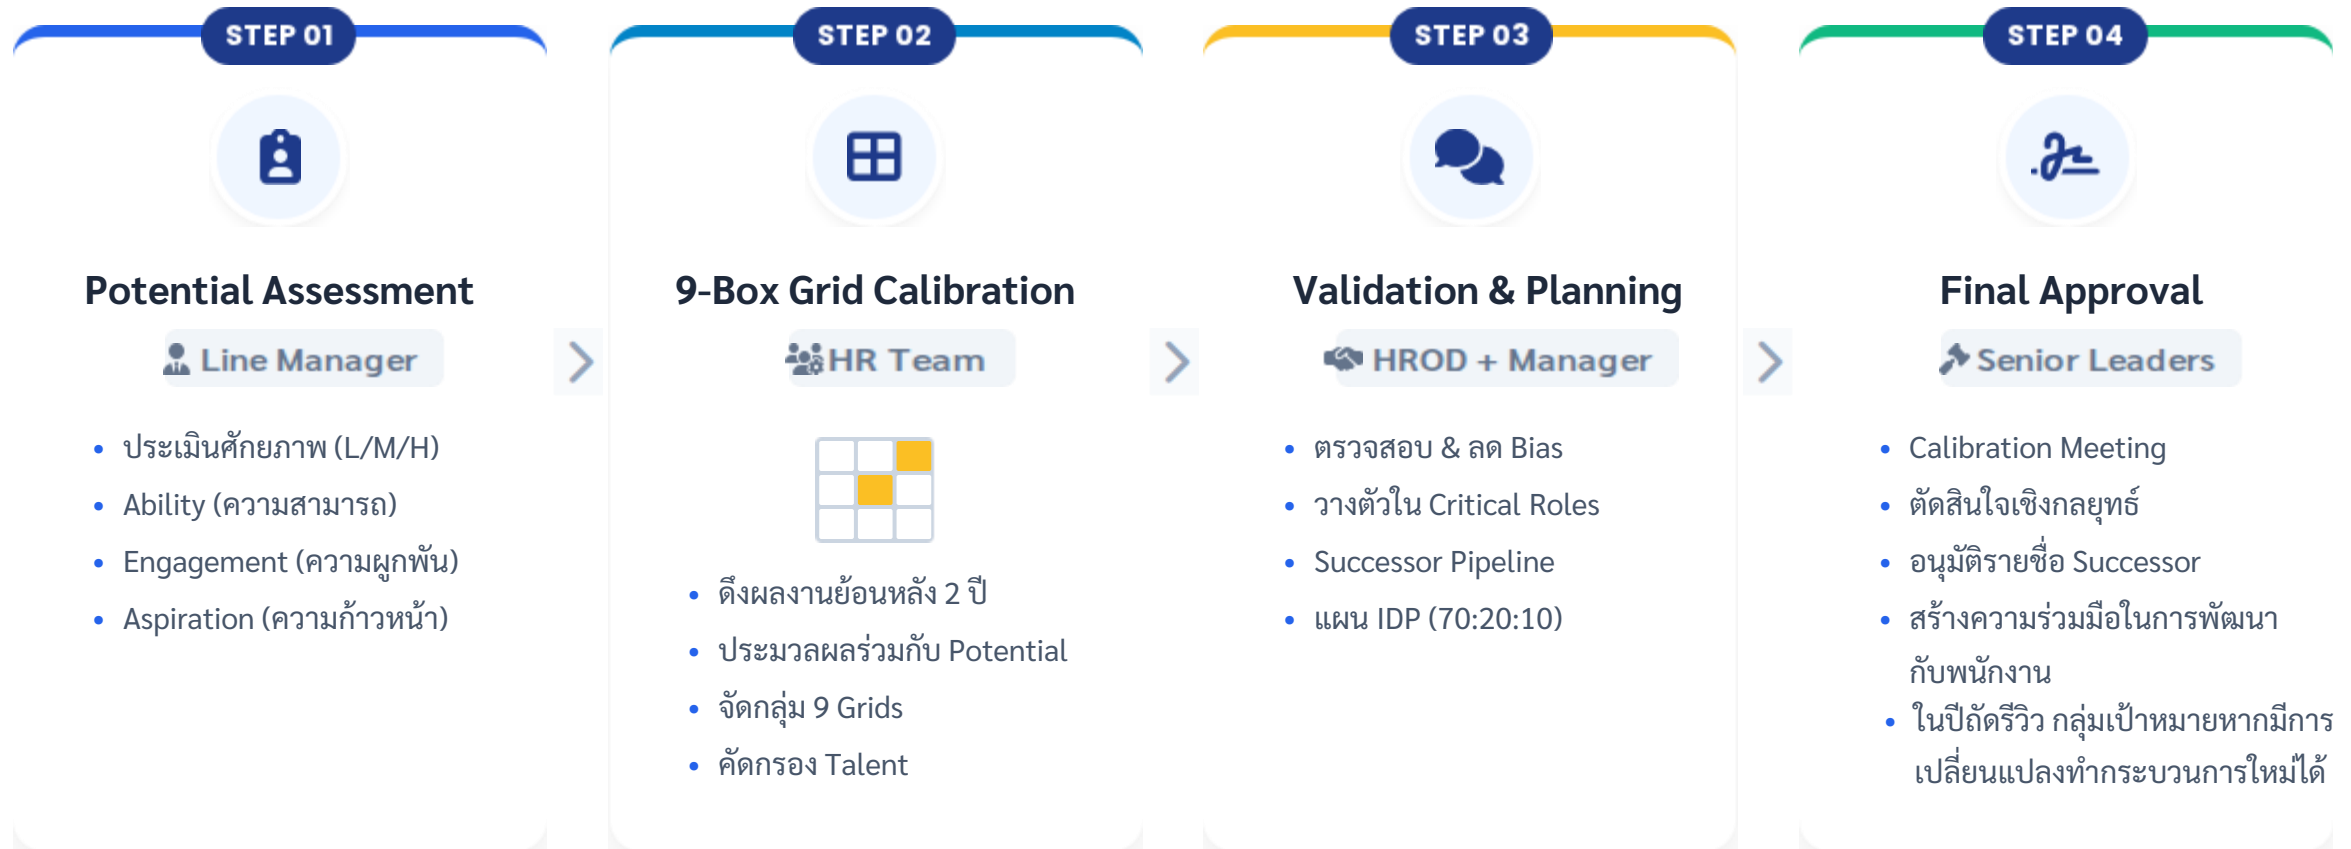 STEP 01
Potential Assessment
Line Manager
ประเมินศักยภาพ (L/M/H)
Ability (ความสามารถ)
Engagement (ความผูกพัน)
Aspiration (ความก้าวหน้า)
STEP 02
9-Box Grid Calibration
HR Team
ดึงผลงานย้อนหลัง 2 ปี
ประมวลผลร่วมกับ Potential
จัดกลุ่ม 9 Grids
คัดกรอง Talent
STEP 03
Validation & Planning
HROD + Manager
ตรวจสอบ & ลด Bias
วางตัวใน Critical Roles
Successor Pipeline
แผน IDP (70:20:10)
STEP 04
Final Approval
Senior Leaders
Calibration Meeting
ตัดสินใจเชิงกลยุทธ์
อนุมัติรายชื่อ Successor
สร้างความร่วมมือในการพัฒนา
กับพนักงาน
ในปีถัดรีวิว กลุ่มเป้าหมายหากมีการ
เปลี่ยนแปลงทำกระบวนการใหม่ได้